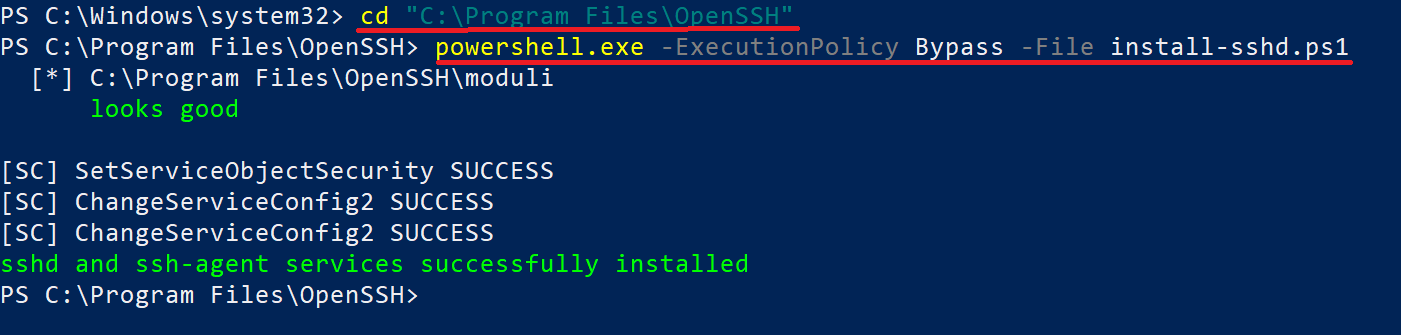 PS C:\Windows\system32> cd "C:\Program Files\OpenSSH"
PS C:\Program Files\OpenSSH> powershell.exe -ExecutionPolicy Bypass -File install-sshd.ps1
  [*] C:\Program Files\OpenSSH\moduli
      looks good

[SC] SetServiceObjectSecurity SUCCESS
[SC] ChangeServiceConfig2 SUCCESS
[SC] ChangeServiceConfig2 SUCCESS
sshd and ssh-agent services successfully installed
PS C:\Program Files\OpenSSH>